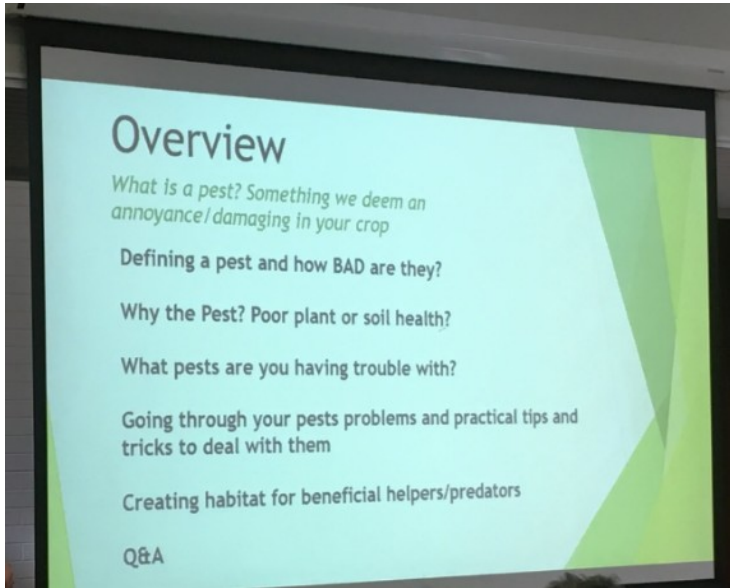 Overview
What is a pest? Something we deem an
annoyance/damaging in your crop
Defining a pest and how BAD are they?
Why the Pest? Poor plant or soil health?
What pests are you having trouble with?
Going through your pests problems and practical tips and
tricks to deal with them
Creating habitat for beneficial helpers/predators
Q&A